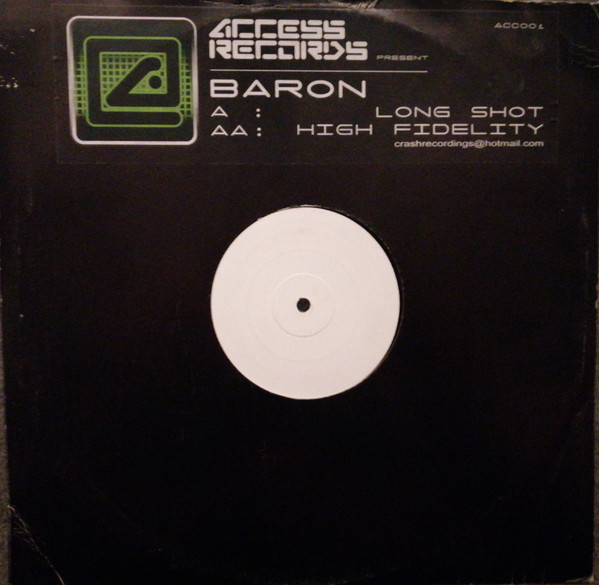 ACCESS
RECORDS PRESENT
ACC001
BARON
A : LONG SHOT
AA: HIGH FIDELITY
crashrecordings@hotmail.com